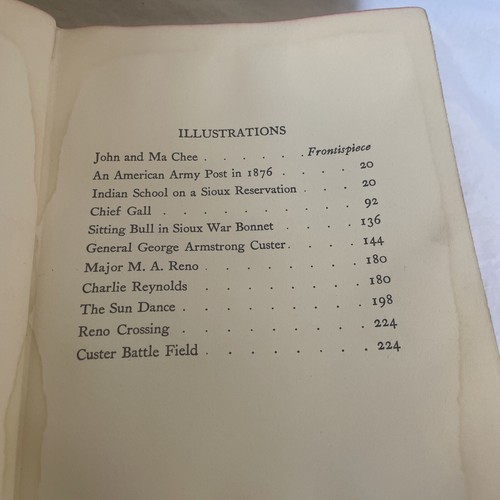 ILLUSTRATIONS
John and Ma Chee . . . . . . Frontispiece
An American Army Post in 1876 . . . . 20
Indian School on a Sioux Reservation . . . . 20
Chief Gall . . . . . . . . . . 92
Sitting Bull in Sioux War Bonnet . . . . . 136
General George Armstrong Custer . . . . . 144
Major M. A. Reno . . . . . . . . 180
Charlie Reynolds . . . . . . . . 180
The Sun Dance . . . . . . . . . 198
Reno Crossing . . . . . . . . . 224
Custer Battle Field . . . . . . . . 224